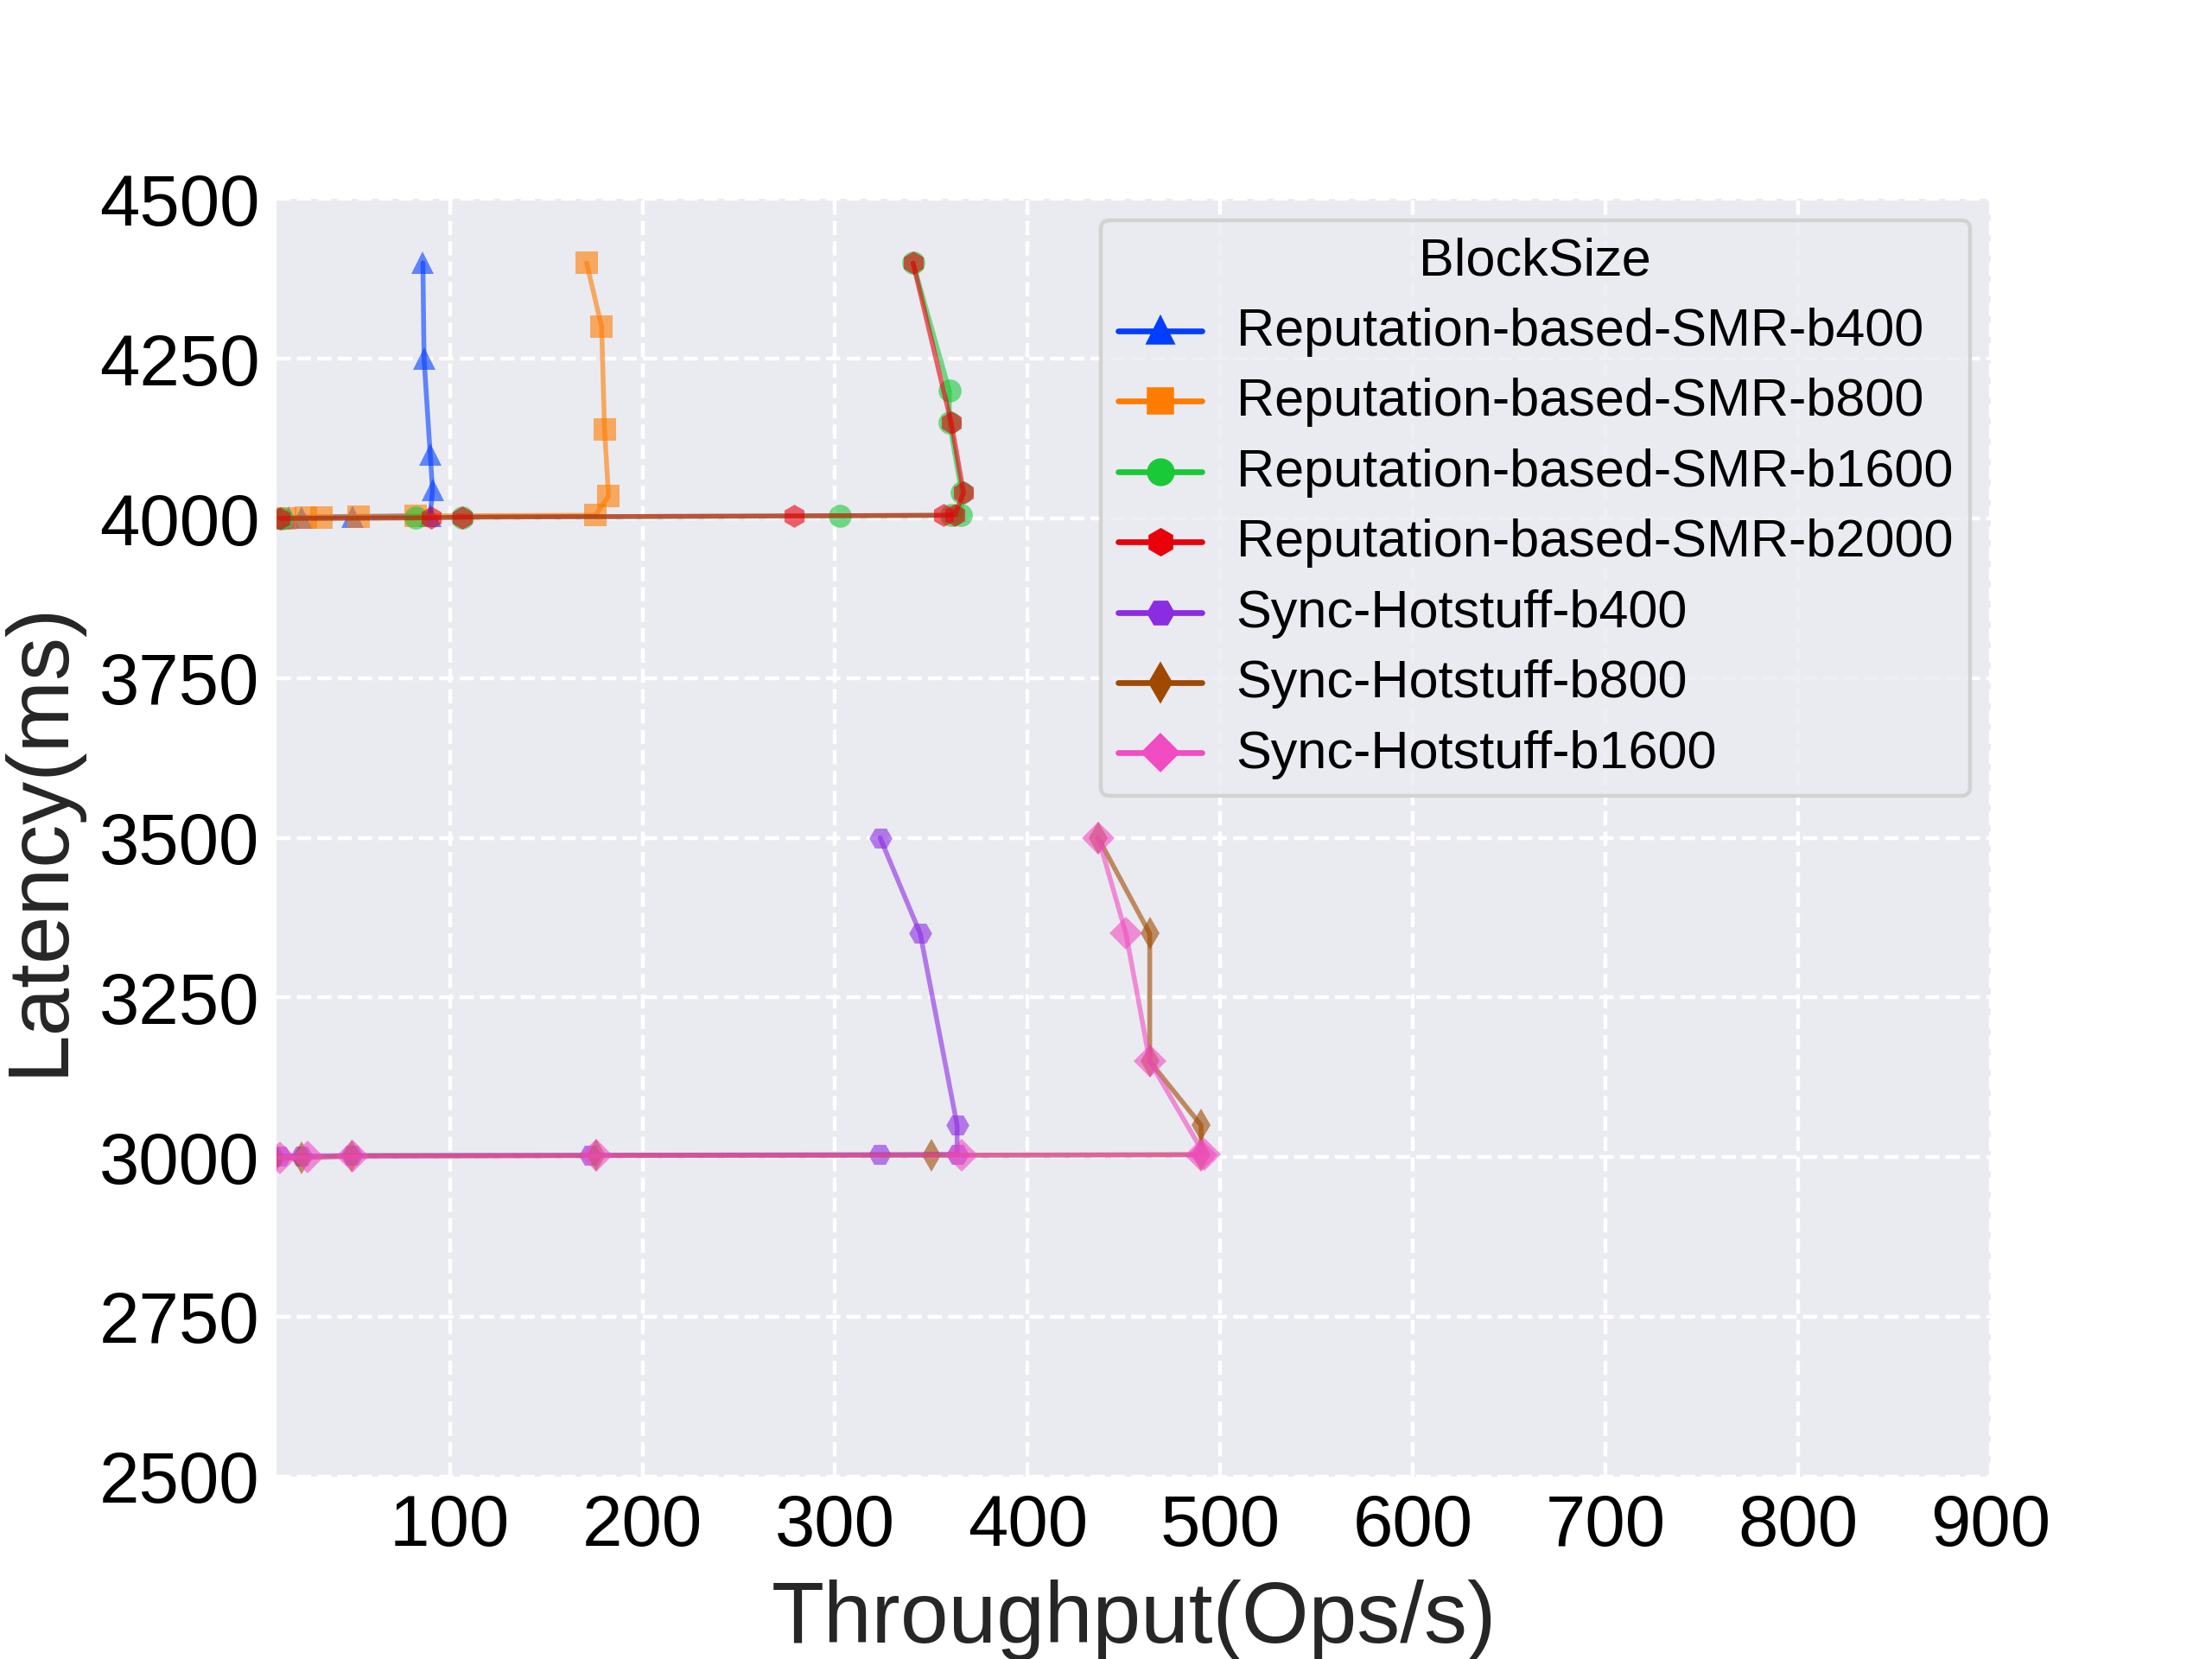 4500
4250
4000
3750
3500
3250
3000
2750
2500
Latency(ms)
BlockSize
Reputation-based-SMR-b400
Reputation-based-SMR-b800
Reputation-based-SMR-b1600
Reputation-based-SMR-b2000
Sync-Hotstuff-b400
Sync-Hotstuff-b800
Sync-Hotstuff-b1600
100 200 300 400 500 600 700 800 900
Throughput(Ops/s)